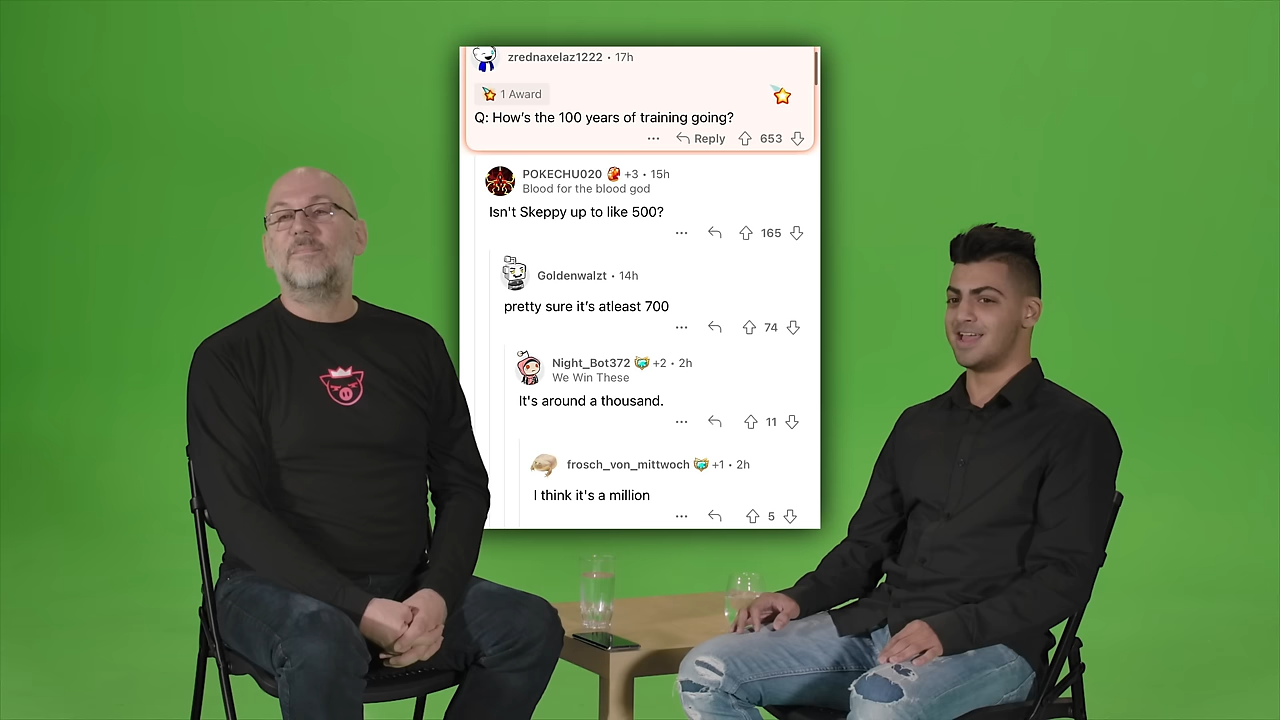 zrednaxelaz1222 • 17h
1 Award
Q: How's the 100 years of training going?
... Reply 653
POKECHU020 +3 • 15h
Blood for the blood god
Isn't Skeppy up to like 500?
... 165
Goldenwalzt • 14h
pretty sure it's atleast 700
... 74
Night_Bot372 +2 • 2h
We Win These
It's around a thousand.
... 11
frosch_von_mittwoch +1 • 2h
I think it's a million
... 5